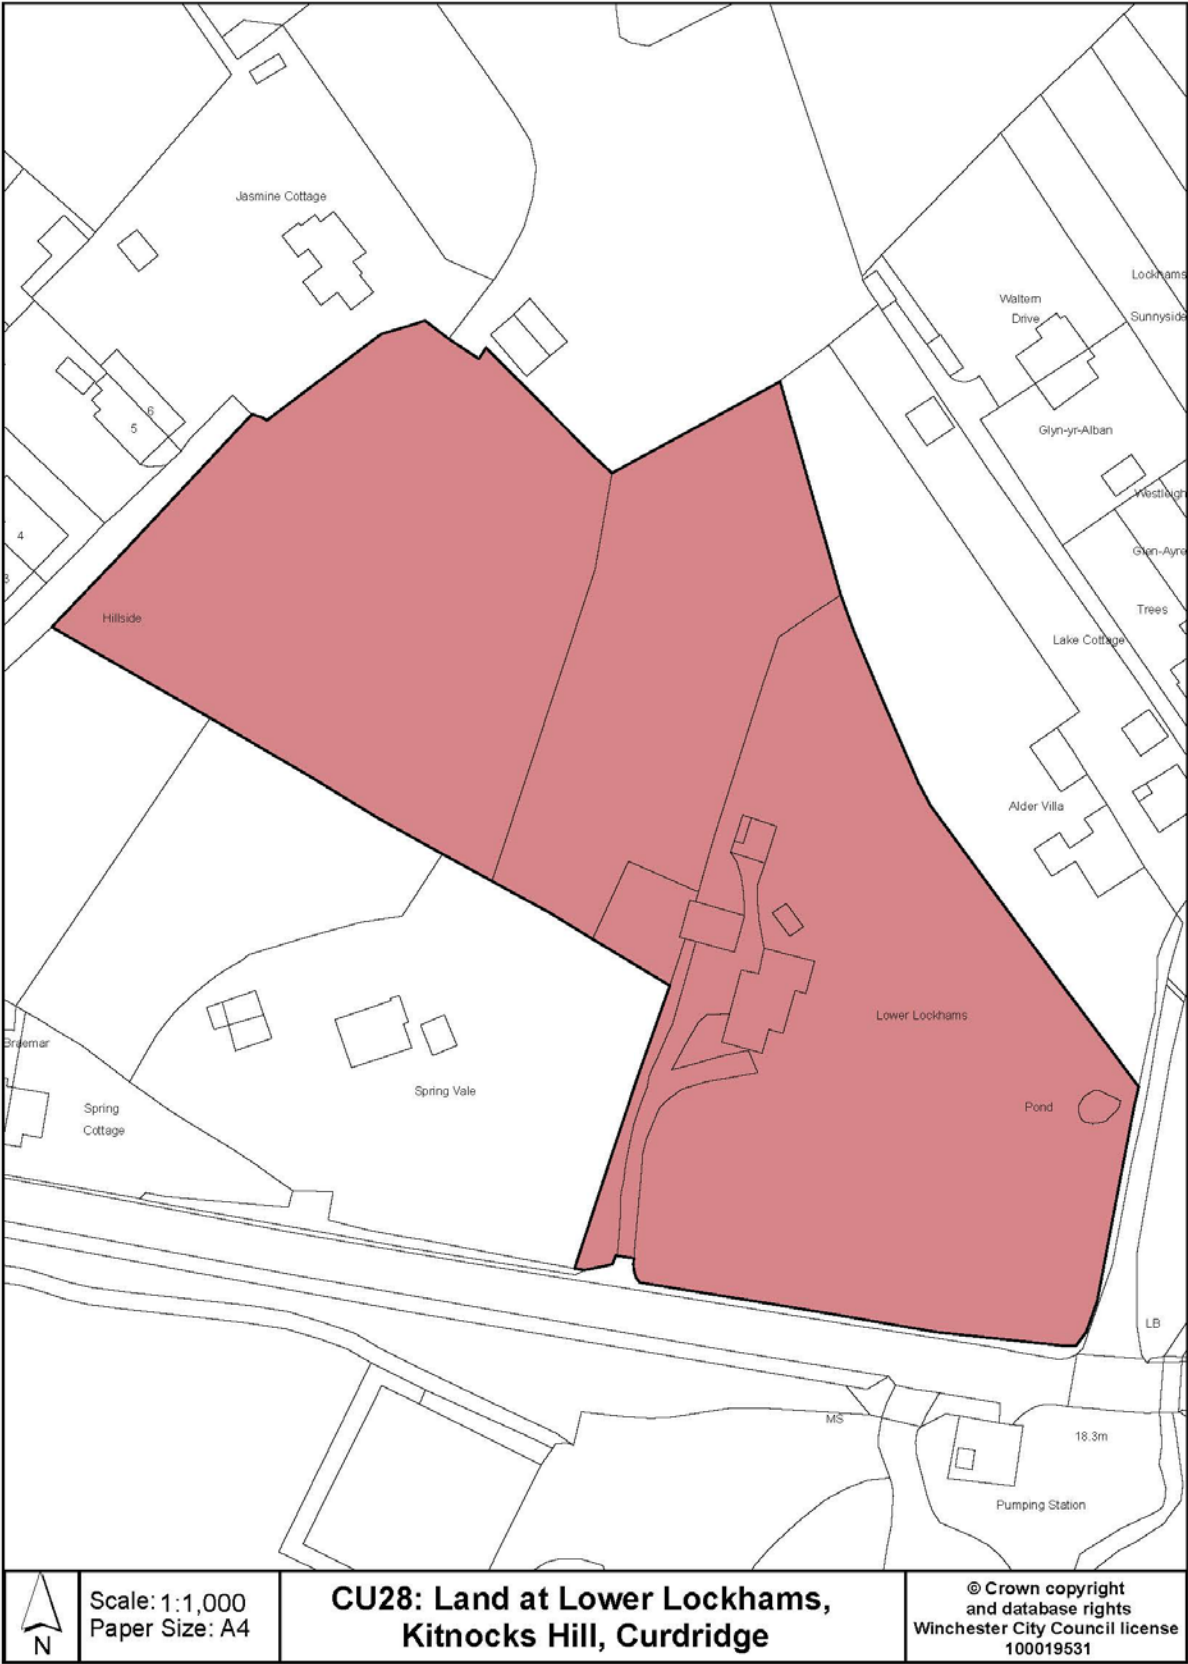 Jasmine Cottage
Lockhams
Waltern
Drive
Sunnyside
6
5
Glyn-yr-Alban
Westleigh
4
Glen-Ayre
3
Trees
Hillside
Lake Cottage
Alder Villa
Lower Lockhams
Braemar
Spring Vale
Pond
Spring
Cottage
LB
MS
18.3m
Pumping Station
N
Scale: 1:1,000
Paper Size: A4
CU28: Land at Lower Lockhams,
Kitnocks Hill, Curdridge
© Crown copyright
and database rights
Winchester City Council license
100019531